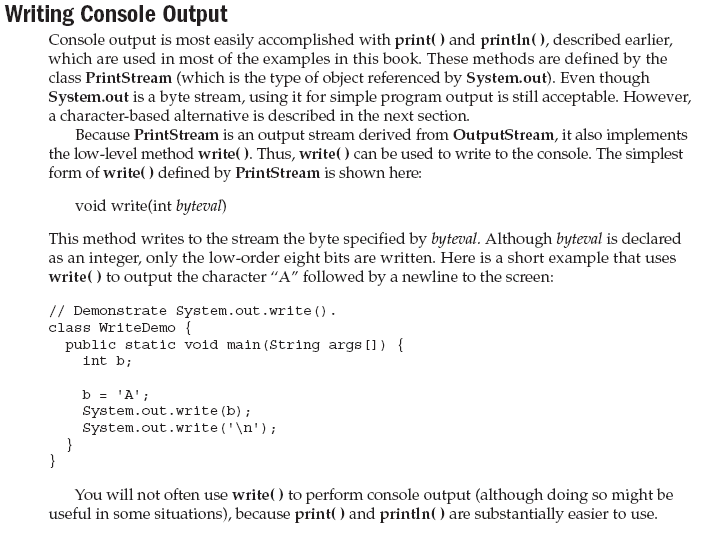 Writing Console Output
Console output is most easily accomplished with print( ) and println( ), described earlier,
which are used in most of the examples in this book. These methods are defined by the
class PrintStream (which is the type of object referenced by System.out). Even though
System.out is a byte stream, using it for simple program output is still acceptable. However,
a character-based alternative is described in the next section.
Because PrintStream is an output stream derived from OutputStream, it also implements
the low-level method write( ). Thus, write( ) can be used to write to the console. The simplest
form of write( ) defined by PrintStream is shown here:
void write(int byteval)
This method writes to the stream the byte specified by byteval. Although byteval is declared
as an integer, only the low-order eight bits are written. Here is a short example that uses
write( ) to output the character “A” followed by a newline to the screen:
// Demonstrate System.out.write().
class WriteDemo {
public static void main(String args[]) {
int b;
b = 'A';
System.out.write(b);
System.out.write('\n');
}
}
You will not often use write( ) to perform console output (although doing so might be
useful in some situations), because print( ) and println( ) are substantially easier to use.